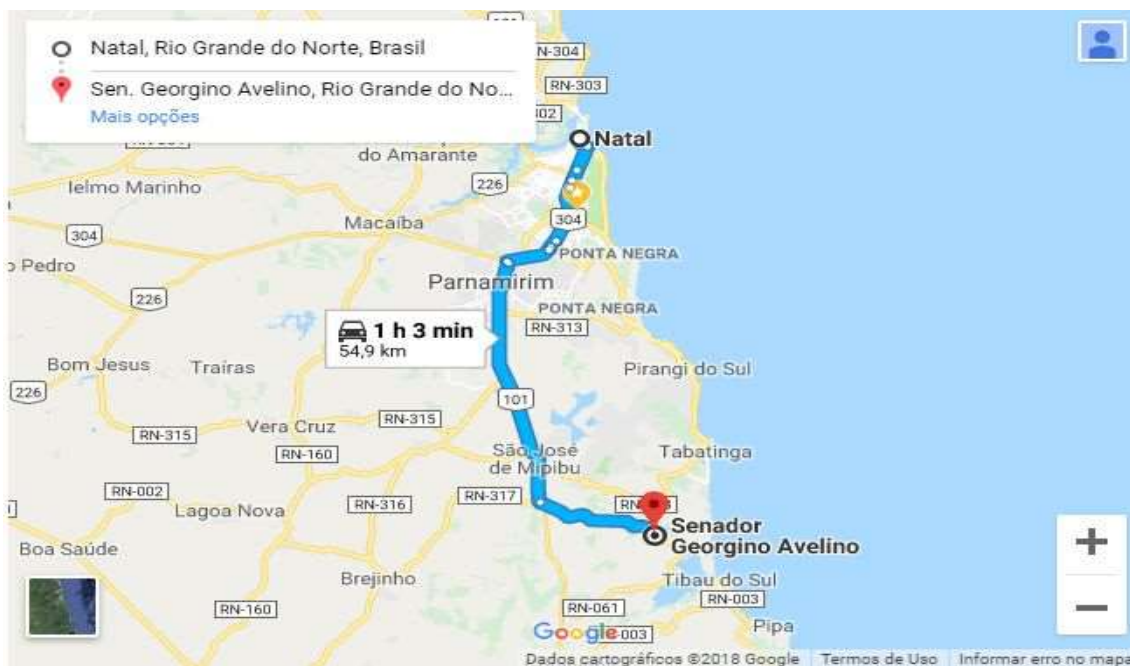 Natal, Rio Grande do Norte, Brasil
Sen. Georgino Avelino, Rio Grande do No...
Mais opções
N-304
RN-303
302
Natal
do Amarante
226
Ielmo Marinho
Macaíba
304
304
PONTA NEGRA
o Pedro
Parnamirim
226
PONTA NEGRA
RN-313
1 h 3 min
54,9 km
Bom Jesus
Traíras
Pirangi do Sul
226
101
RN-315
Vera Cruz
RN-315
São José
de Mipibu
Tabatinga
RN-160
RN-002
RN-316
RN-317
Lagoa Nova
Senador
Georgino Avelino
Boa Saúde
Brejinho
Tibau do Sul
RN-003
RN-160
RN-061
Google
-003
Pipa
Dados cartográficos ©2018 Google
Termos de Uso
Informar erro no mapa